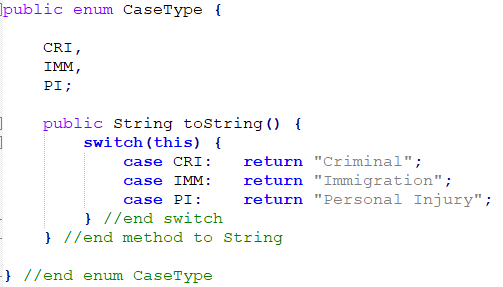 public enum CaseType {
CRI,
IMM,
PI;
public String toString() {
switch(this) {
case CRI: return "Criminal";
case IMM: return "Immigration";
case PI: return "Personal Injury";
} //end switch
} //end method to String
} //end enum CaseType